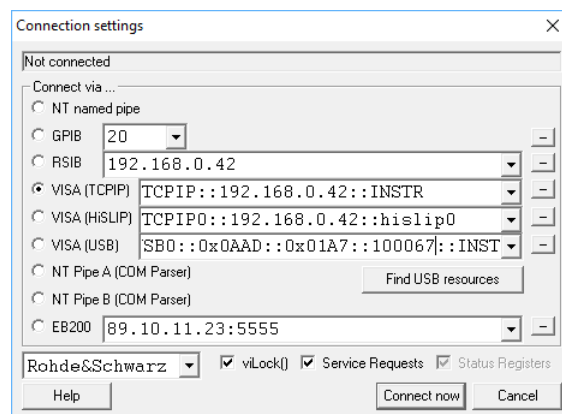 Connection settings
Not connected
Connect via ...
NT named pipe
GPIB 20
RSIB 192.168.0.42
VISA (TCPIP) TCPIP::192.168.0.42::INSTR
VISA (HiSLIP) TCPIP0::192.168.0.42::hislip0
VISA (USB) SB0::0x0AAD::0x01A7::100067::INST
NT Pipe A (COM Parser)
Find USB resources
NT Pipe B (COM Parser)
EB200 89.10.11.23:5555
Rohde&Schwarz viLock() Service Requests Status Registers
Help Connect now Cancel